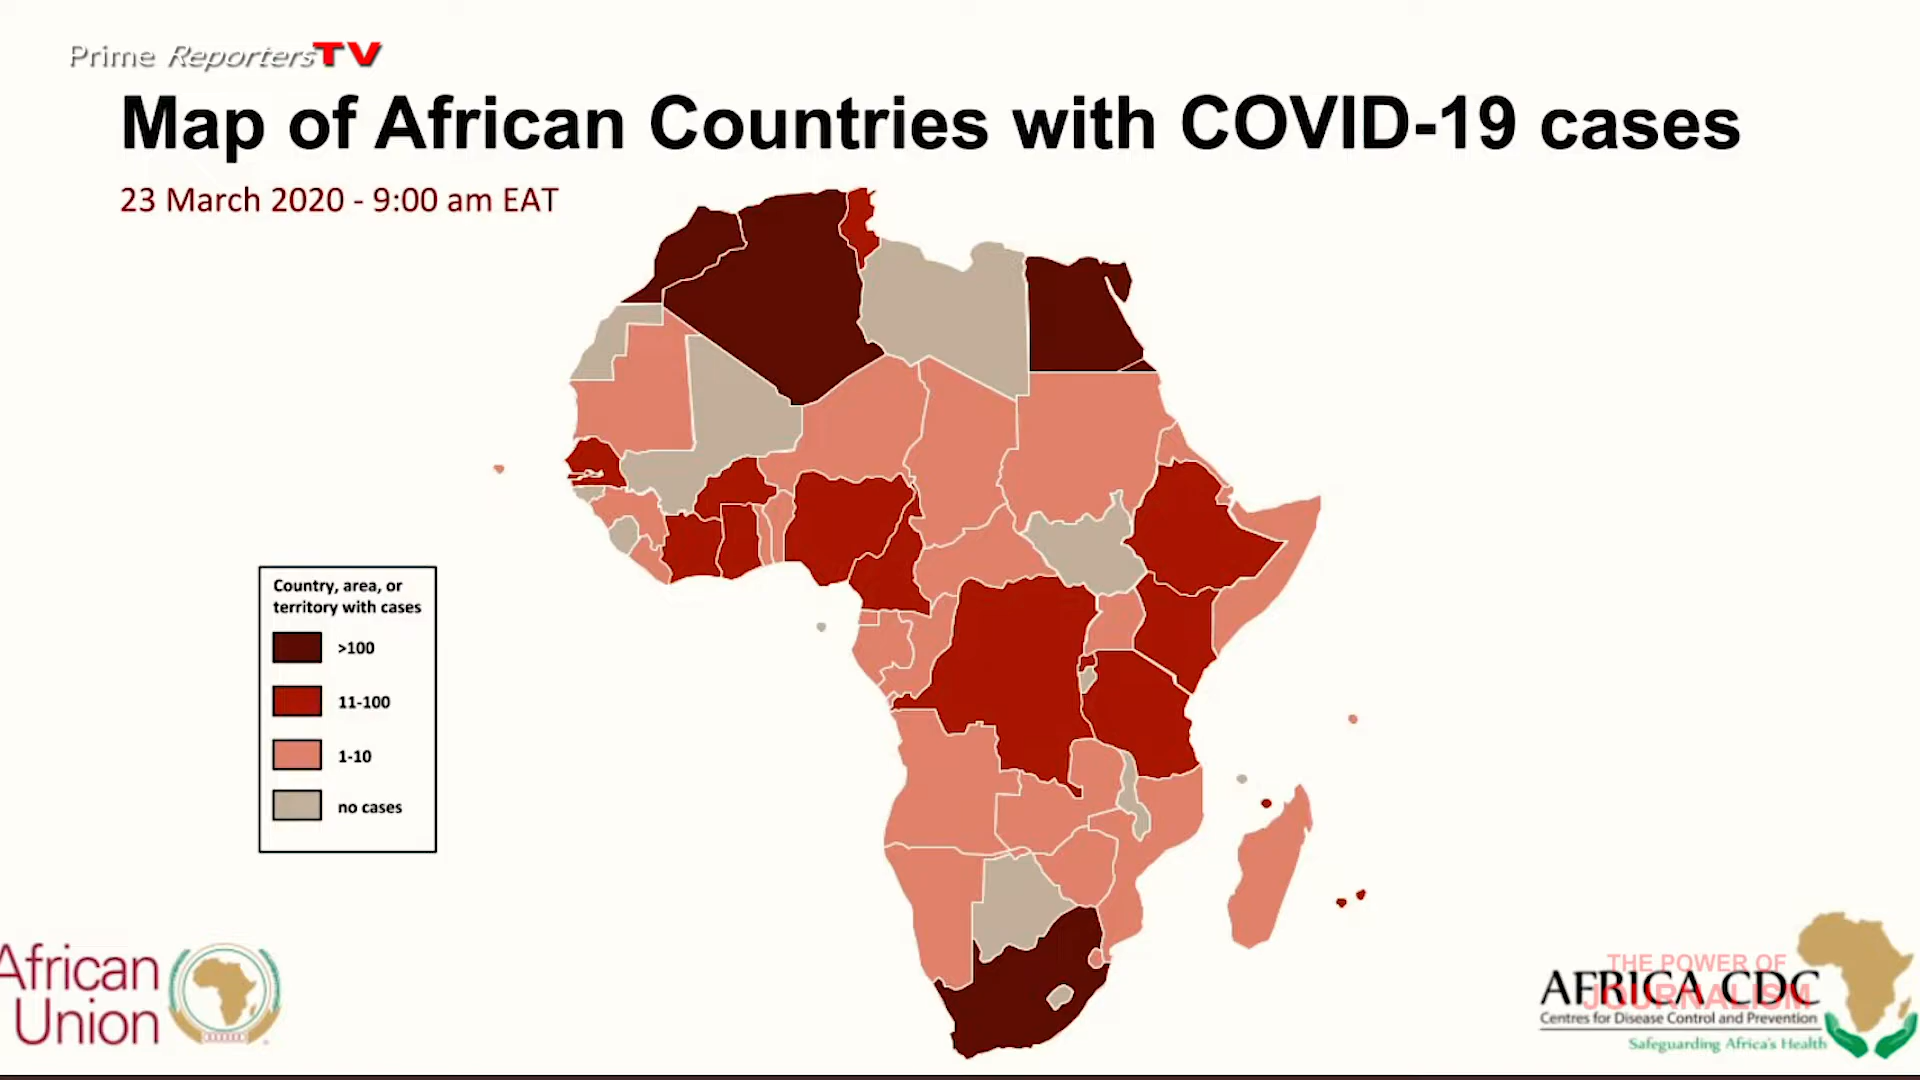 Prime ReportersTV
Map of African Countries with COVID-19 cases
23 March 2020 - 9:00 am EAT
Country, area, or
territory with cases
>100
11-100
1-10
no cases
African
Union
THE POWER OF
JOURNALISM
AFRICA CDC
Centres for Disease Control and Prevention
Safeguarding Africa's Health